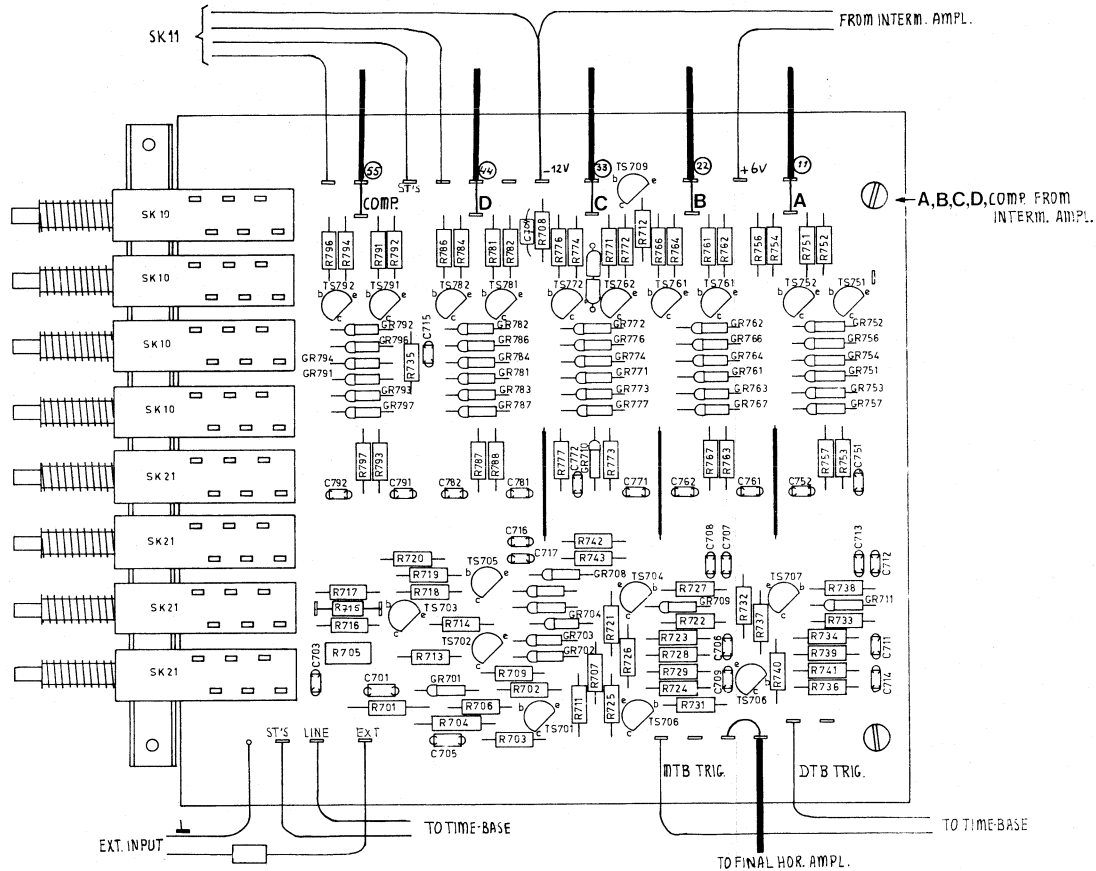 SK11
FROM INTERM. AMPL.
55
ST'S
44
-12V
33
TS709
22
+6V
11
COMP.
D
C
B
A
A,B,C,D, COMP. FROM
INTERM. AMPL.
SK19
SK10
SK10
SK10
SK21
SK21
SK21
SK21
R796 R794 R791 R792 R786 R784 R781 R782 C709 R708 R776 R774 R771 R772 R712 R766 R764 R761 R762 R756 R754 R751 R752
TS792 TS791 TS782 TS781 TS772 TS762 TS761 TS761 TS752 TS751
b e c b e c b e c b e c b e c b e c b e c b e c b e c b e c
b e c
GR792 C715 GR782 GR772 GR762 GR752
GR796 R735 GR786 GR776 GR766 GR756
GR794 GR784 GR774 GR764 GR754
GR791 GR781 GR771 GR761 GR751
GR793 GR783 GR773 GR763 GR753
GR797 GR787 GR777 GR767 GR757
R797 R793 R787 R788 R777 C772 GR710 R773 R767 R763 R757 R753 C751
C792 C791 C782 C781 C771 C762 C761 C752
C716 R742 C708 C707 C713 C712
C717 R743
R720 TS705 GR708 TS704 TS707
R719
R717 R718 R727 R738
R715 TS703 GR709 R732 GR711
R716 R714 GR704 R721 R722 R737 R733
TS702 GR703 R723 C706 R734 C711
R705 R713 GR702 R726 R728 R739
C703 R709 R707 R729 C709 R740 R741 C714
C701 GR701 R702 R724 TS706 R736
R701 R706 R711 R725 R731
R704 TS701 TS706
C705 R703
b e c b e c b e c b e c b e c b e c b e c b e c
ST'S LINE EXT
MTB TRIG. DTB TRIG.
TO TIME-BASE
TO TIME-BASE
EXT. INPUT
TO FINAL HOR. AMPL.